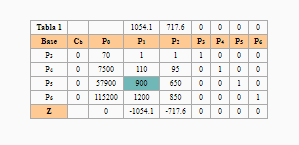 Tabla 1 1054.1 717.6 0 0 0 0
Base Cb P0 P1 P2 P3 P4 P5 P6
P3 0 70 1 1 1 0 0 0
P4 0 7500 110 95 0 1 0 0
P5 0 57900 900 650 0 0 1 0
P6 0 115200 1200 850 0 0 0 1
Z 0 -1054.1 -717.6 0 0 0 0